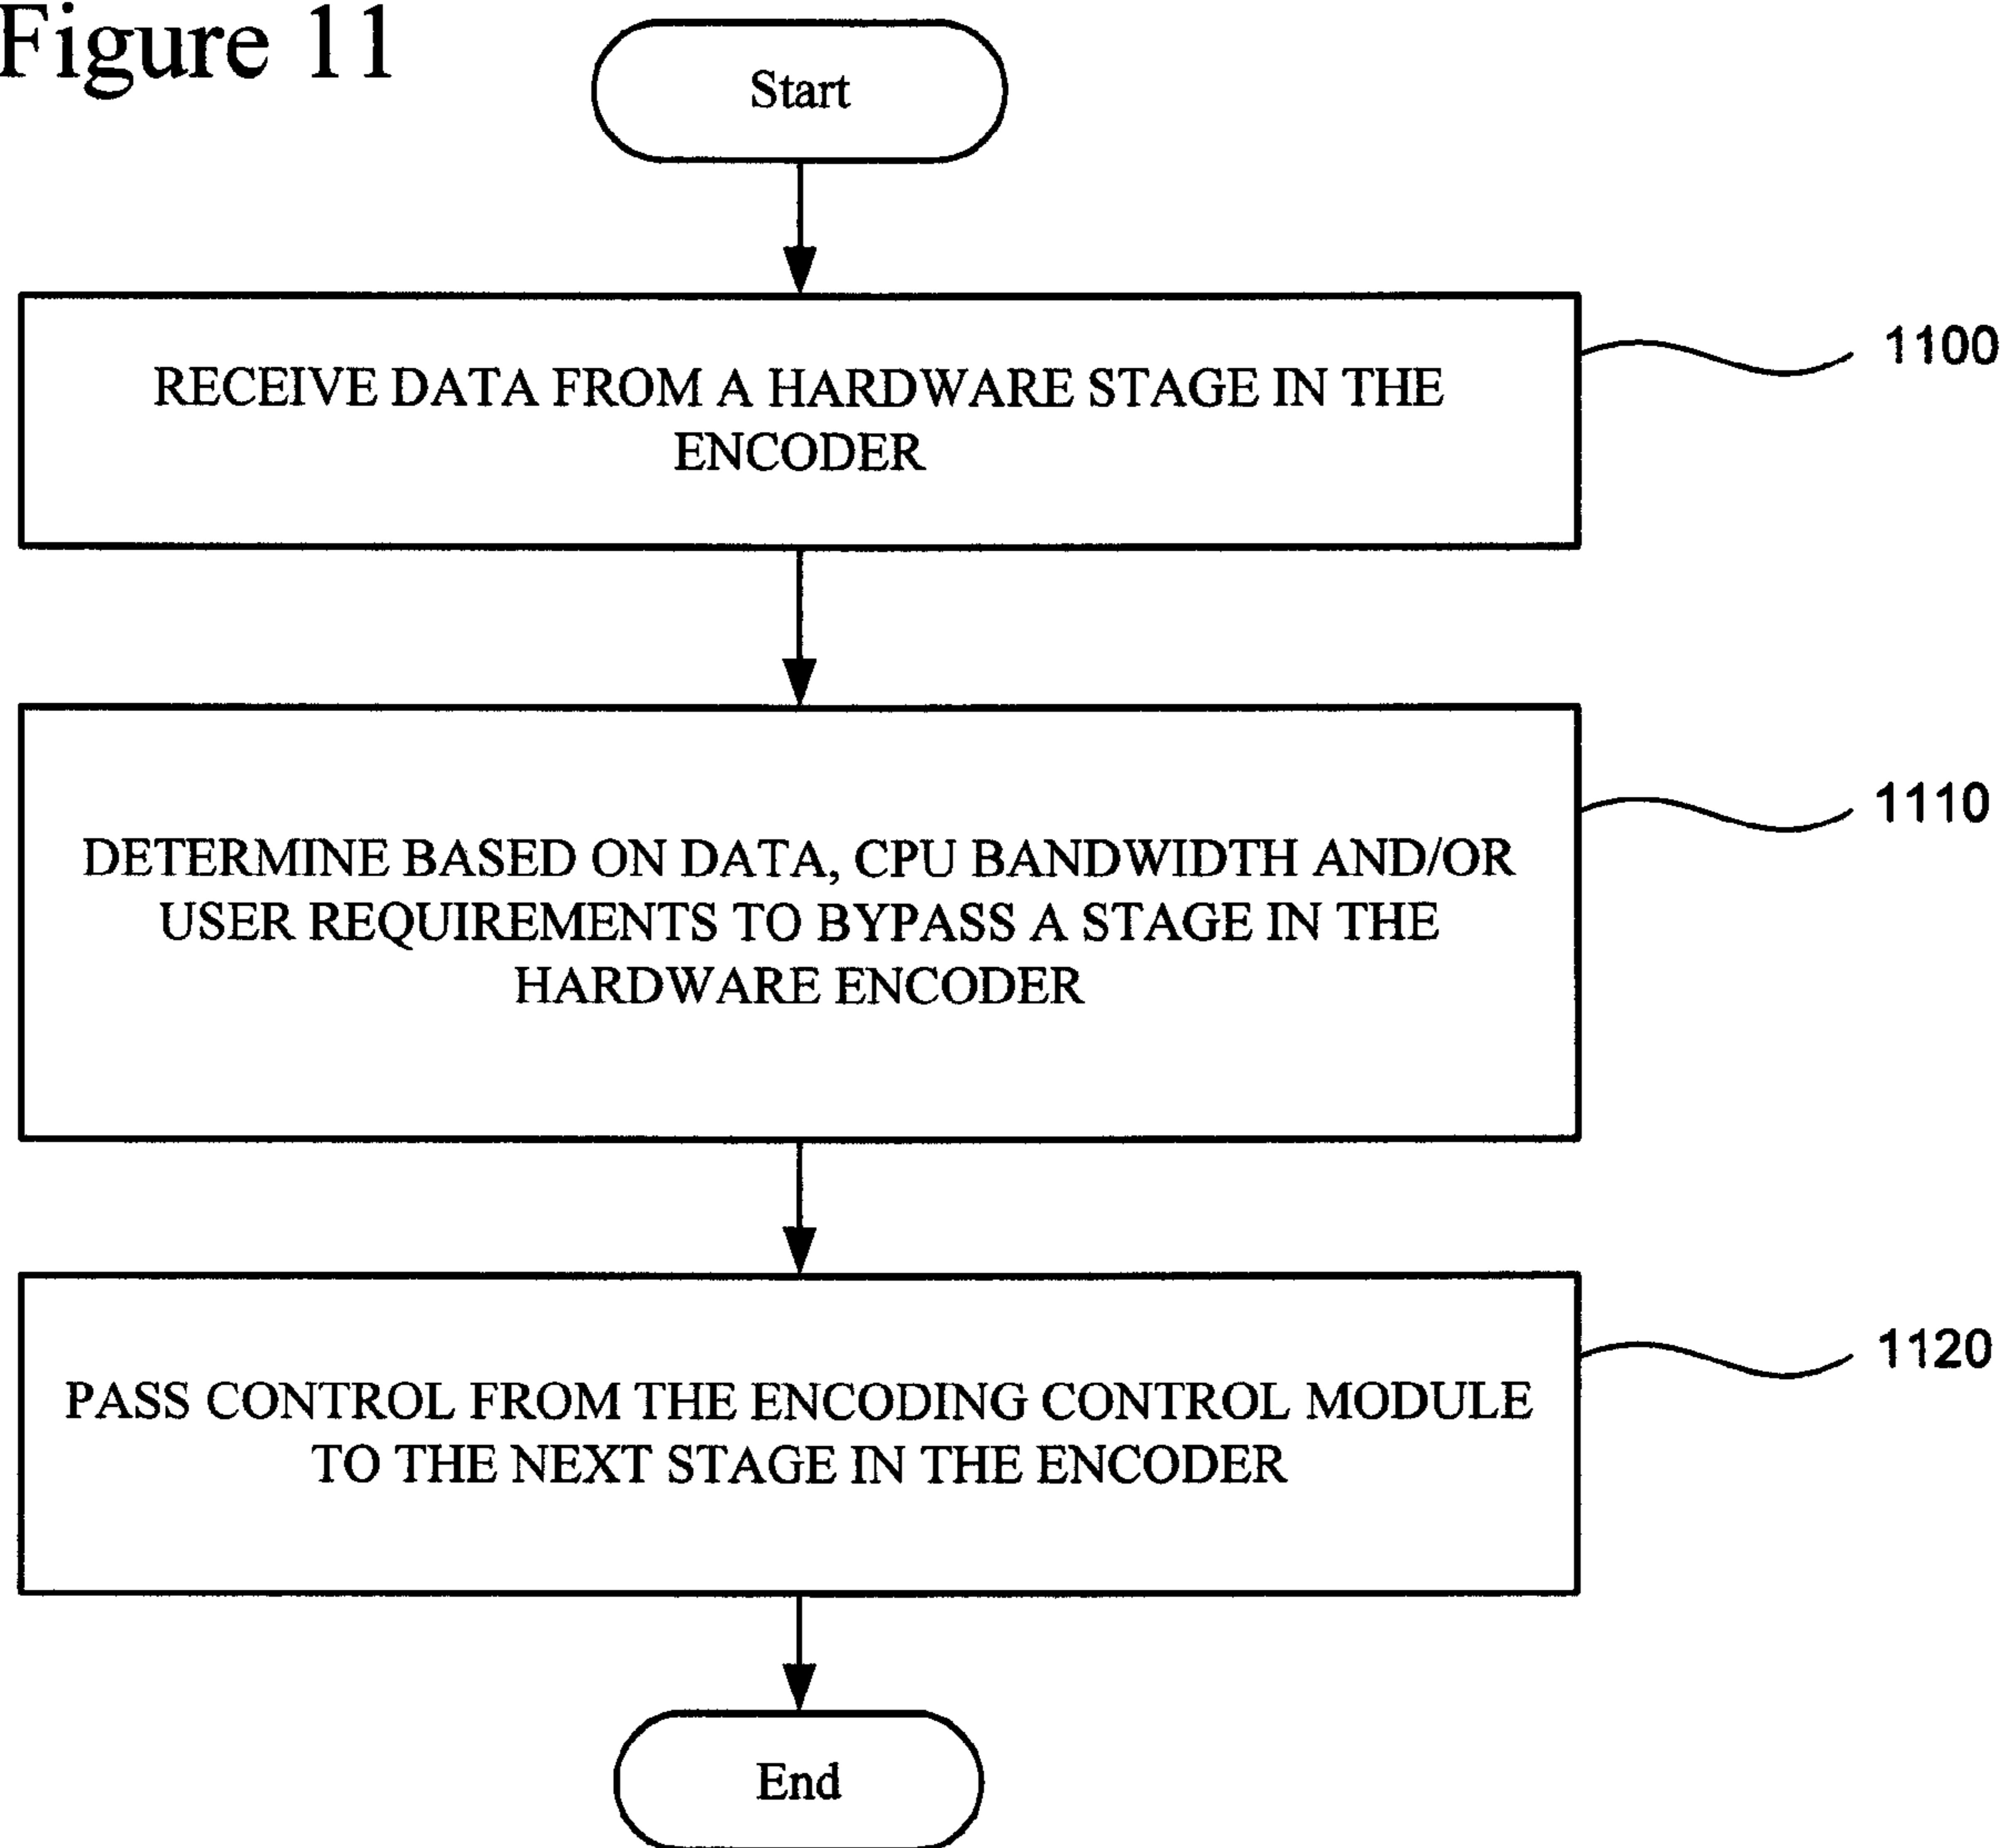 Figure 11
Start
RECEIVE DATA FROM A HARDWARE STAGE IN THE
ENCODER
1100
DETERMINE BASED ON DATA, CPU BANDWIDTH AND/OR
USER REQUIREMENTS TO BYPASS A STAGE IN THE
HARDWARE ENCODER
1110
PASS CONTROL FROM THE ENCODING CONTROL MODULE
TO THE NEXT STAGE IN THE ENCODER
1120
End